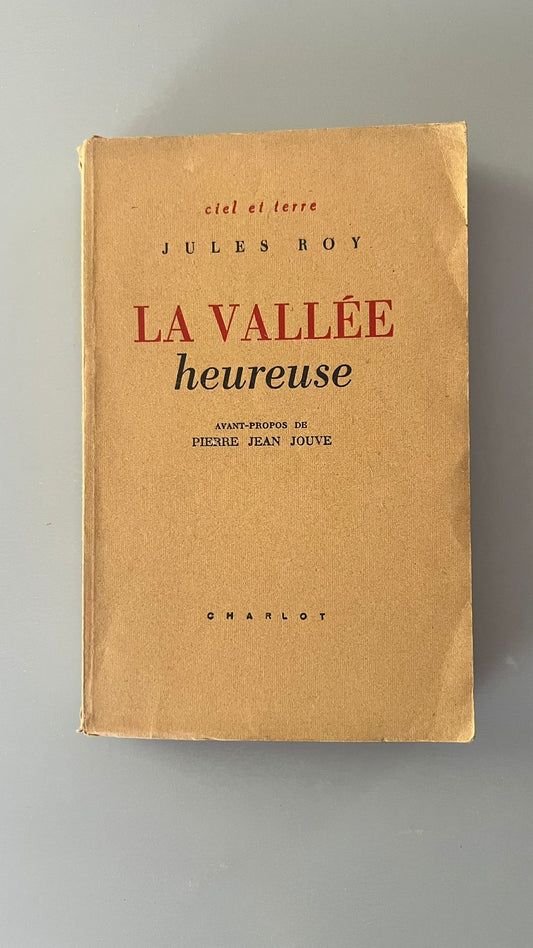 ciel et terre
JULES ROY
LA VALLÉE
heureuse
AVANT-PROPOS DE
PIERRE JEAN JOUVE
CHARLOT